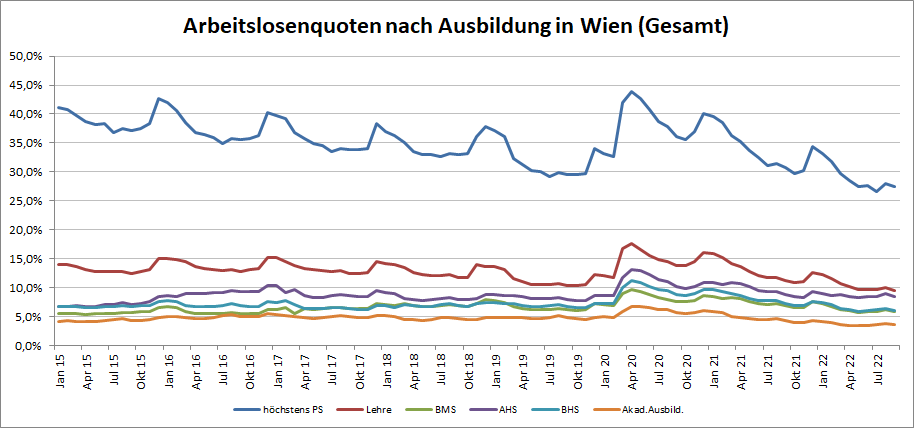 Arbeitslosenquoten nach Ausbildung in Wien (Gesamt)
50,0%
45,0%
40,0%
35,0%
30,0%
25,0%
20,0%
15,0%
10,0%
5,0%
0,0%
Jan 15
Apr 15
Jul 15
Okt 15
Jan 16
Apr 16
Jul 16
Okt 16
Jan 17
Apr 17
Jul 17
Okt 17
Jan 18
Apr 18
Jul 18
Okt 18
Jan 19
Apr 19
Jul 19
Okt 19
Jan 20
Apr 20
Jul 20
Okt 20
Jan 21
Apr 21
Jul 21
Okt 21
Jan 22
Apr 22
Jul 22
höchstens PS Lehre BMS AHS BHS Akad.Ausbild.